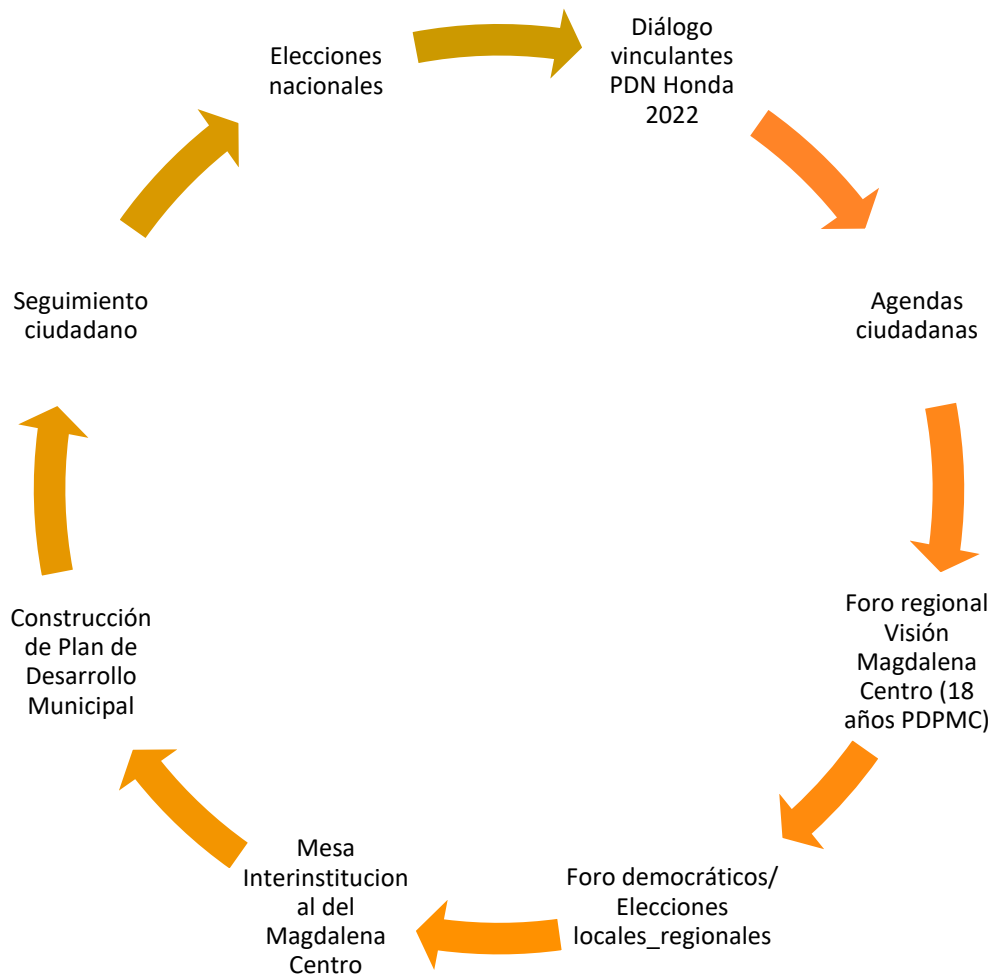 Elecciones
nacionales
Diálogo
vinculantes
PDN Honda
2022
Agendas
ciudadanas
Foro regional
Visión
Magdalena
Centro (18
años PDPMC)
Foro democráticos/
Elecciones
locales_regionales
Mesa
Interinstitucion
al del
Magdalena
Centro
Construcción
de Plan de
Desarrollo
Municipal
Seguimiento
ciudadano